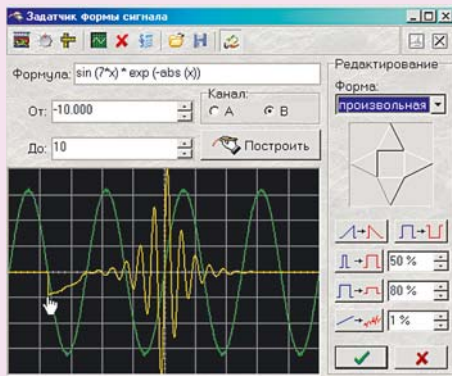 Задатчик формы сигнала
Формула: sin (7*x) * exp (-abs (x))
От: -10.000
Канал:
А В
До: 10
Построить
Редактирование
Форма:
произвольная
50 %
80 %
1 %